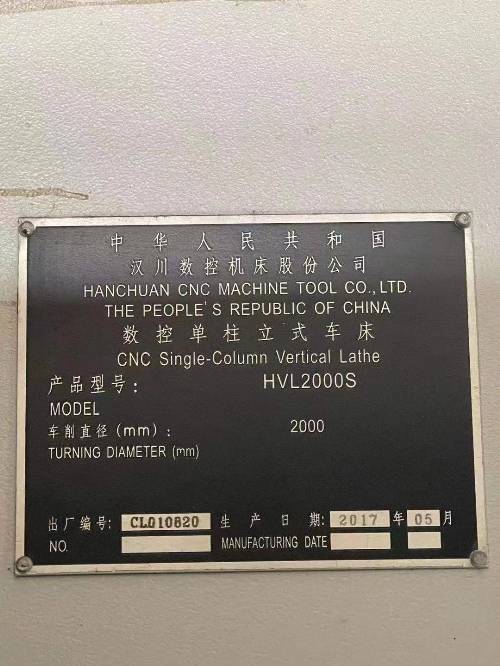 中华人民共和国
汉川数控机床股份公司
HANCHUAN CNC MACHINE TOOL CO.,LTD.
THE PEOPLE'S REPUBLIC OF CHINA
数控单柱立式车床
CNC Single-Column Vertical Lathe
产品型号: HVL2000S
MODEL
车削直径(mm): 2000
TURNING DIAMETER (mm)
出厂编号: CLQ10820 生产日期: 2017 年 05 月
NO. MANUFACTURING DATE